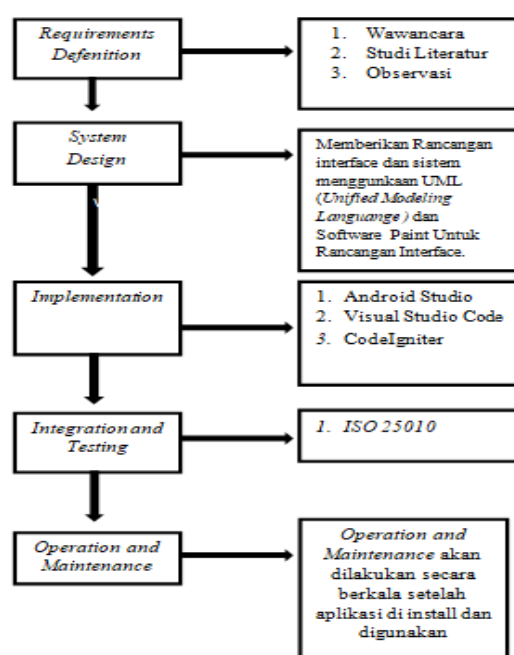 Requirements
Defenition
1. Wawancara
2. Studi Literatur
3. Observasi
System
Design
Memberikan Rancangan
interface dan sistem
menggunkaan UML
(Unified Modeling
Languange) dan
Software Paint Untuk
Rancangan Interface.
Implementation
1. Android Studio
2. Visual Studio Code
3. CodeIgniter
Integration and
Testing
1. ISO 25010
Operation and
Maintenance
Operation and
Maintenance akan
dilakukan secara
berkala setelah
aplikasi di install dan
digunakan